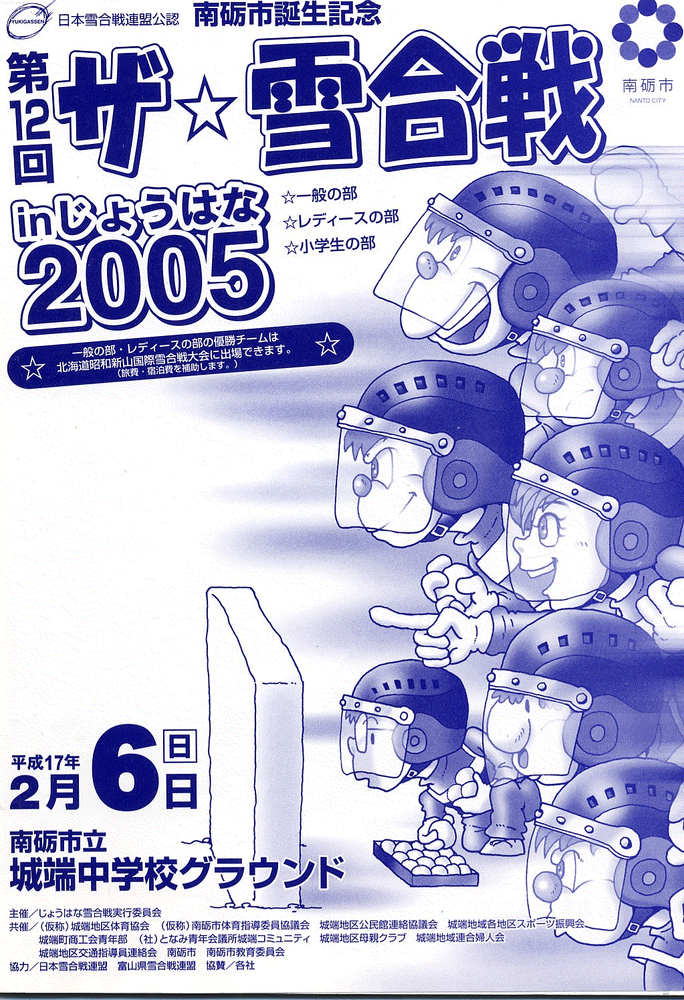 YUKIGASSEN
日本雪合戦連盟公認
南砺市誕生記念
南砺市
NANTO CITY
第12回
ザ☆雪合戦
inじょうはな
2005
☆一般の部
☆レディースの部
☆小学生の部
☆一般の部・レディースの部の優勝チームは☆
北海道昭和新山国際雪合戦大会に出場できます。
(旅費・宿泊費を補助します。)
平成17年
2月6日日
南砺市立
城端中学校グラウンド
主催／じょうはな雪合戦実行委員会
共催／(仮称)城端地区体育協会 (仮称)南砺市体育指導委員協議会 城端地区公民館連絡協議会 城端地域各地区スポーツ振興会
城端町商工会青年部 (社)となみ青年会議所城端コミュニティ 城端地区母親クラブ 城端地域連合婦人会
城端地区交通指導員連絡会 南砺市 南砺市教育委員会
協力／日本雪合戦連盟 富山県雪合戦連盟 協賛／各社